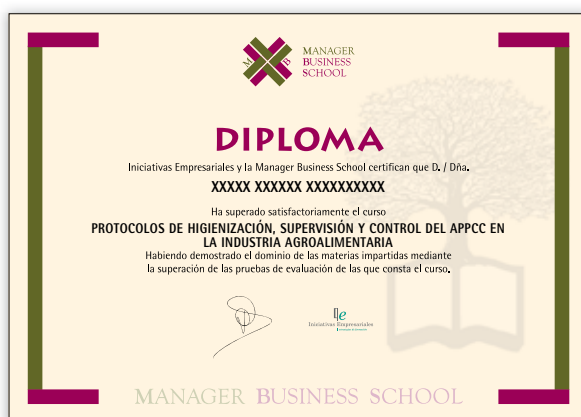 M B
MANAGER
BUSINESS
SCHOOL
DIPLOMA
Iniciativas Empresariales y la Manager Business School certifican que D. / Dña.
XXXXX XXXXXX XXXXXXXXXX
Ha superado satisfactoriamente el curso
PROTOCOLOS DE HIGIENIZACIÓN, SUPERVISIÓN Y CONTROL DEL APPCC EN
LA INDUSTRIA AGROALIMENTARIA
Habiendo demostrado el dominio de las materias impartidas mediante
la superación de las pruebas de evaluación de las que consta el curso.
Ie
Iniciativas Empresariales
MANAGER BUSINESS SCHOOL